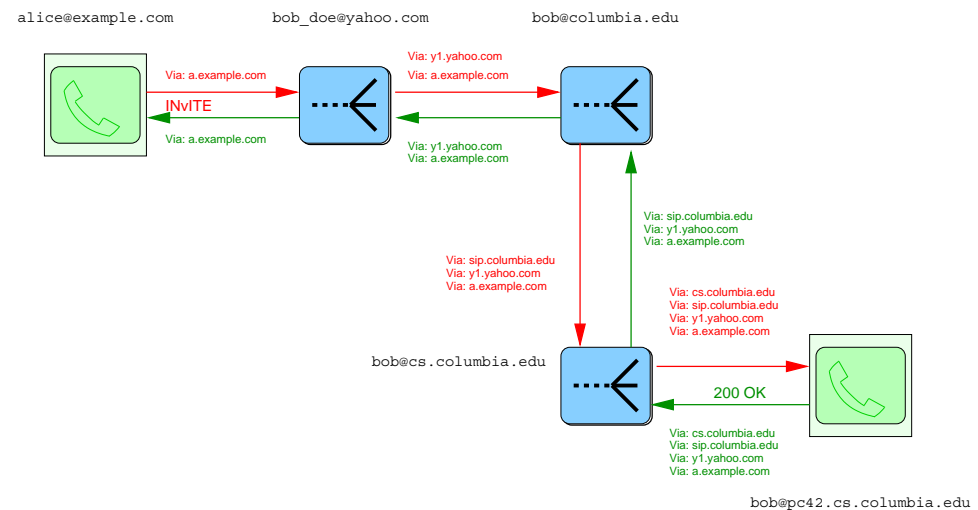 alice@example.com
bob_doe@yahoo.com
bob@columbia.edu
Via: a.example.com
INvITE
Via: a.example.com
Via: y1.yahoo.com
Via: a.example.com
Via: y1.yahoo.com
Via: a.example.com
Via: sip.columbia.edu
Via: y1.yahoo.com
Via: a.example.com
Via: sip.columbia.edu
Via: y1.yahoo.com
Via: a.example.com
Via: cs.columbia.edu
Via: sip.columbia.edu
Via: y1.yahoo.com
Via: a.example.com
bob@cs.columbia.edu
200 OK
Via: cs.columbia.edu
Via: sip.columbia.edu
Via: y1.yahoo.com
Via: a.example.com
bob@pc42.cs.columbia.edu